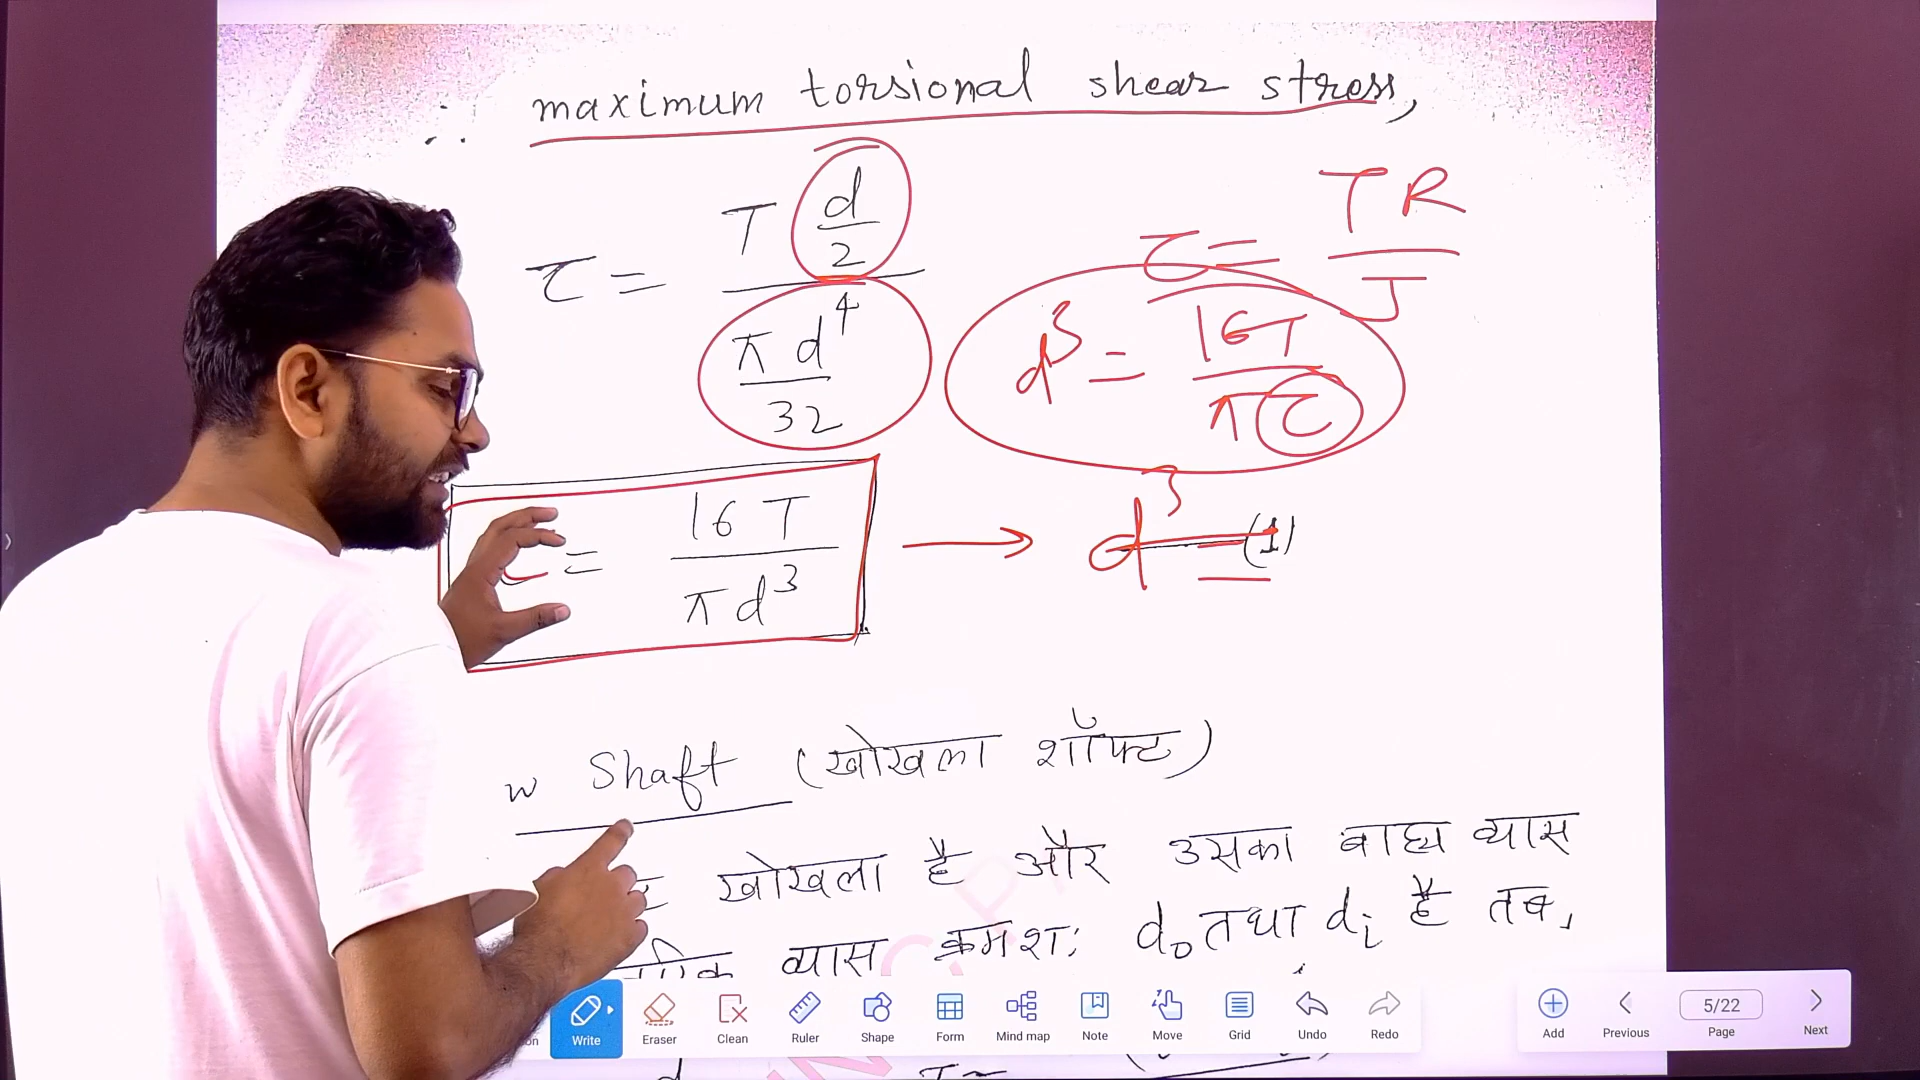 ∴ maximum torsional shear stress,
τ = T d/2 / π d⁴/32
τ = TR/J
d³ = 16T/πτ
τ = 16T/πd³ → d³ = (1)
w Shaft (खोखला शॉफ्ट)
खोखला है और उसका बाह्य व्यास
व्यास क्रमश: d₀ तथा dᵢ है तब,
Write Eraser Clean Ruler Shape Form Mind map Note Move Grid Undo Redo Add Previous Page Next
5/22